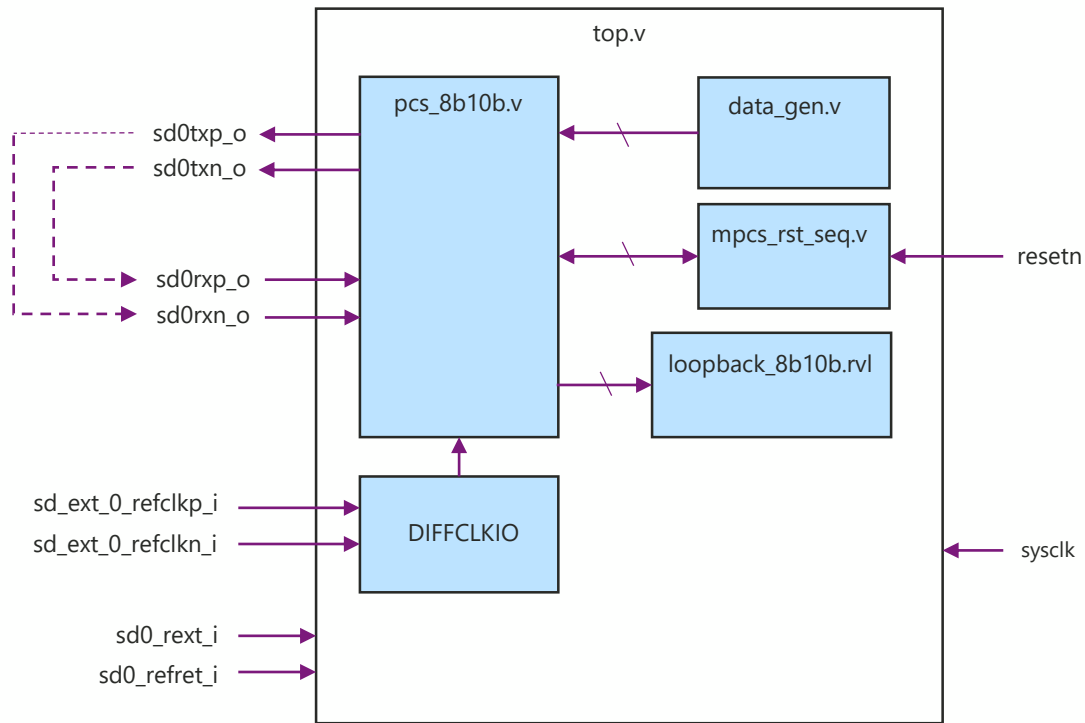 top.v
pcs_8b10b.v
data_gen.v
sd0txp_o
sd0txn_o
mpcs_rst_seq.v
resetn
sd0rxp_o
sd0rxn_o
loopback_8b10b.rvl
sd_ext_0_refclkp_i
sd_ext_0_refclkn_i
DIFFCLKIO
sysclk
sd0_rext_i
sd0_refret_i